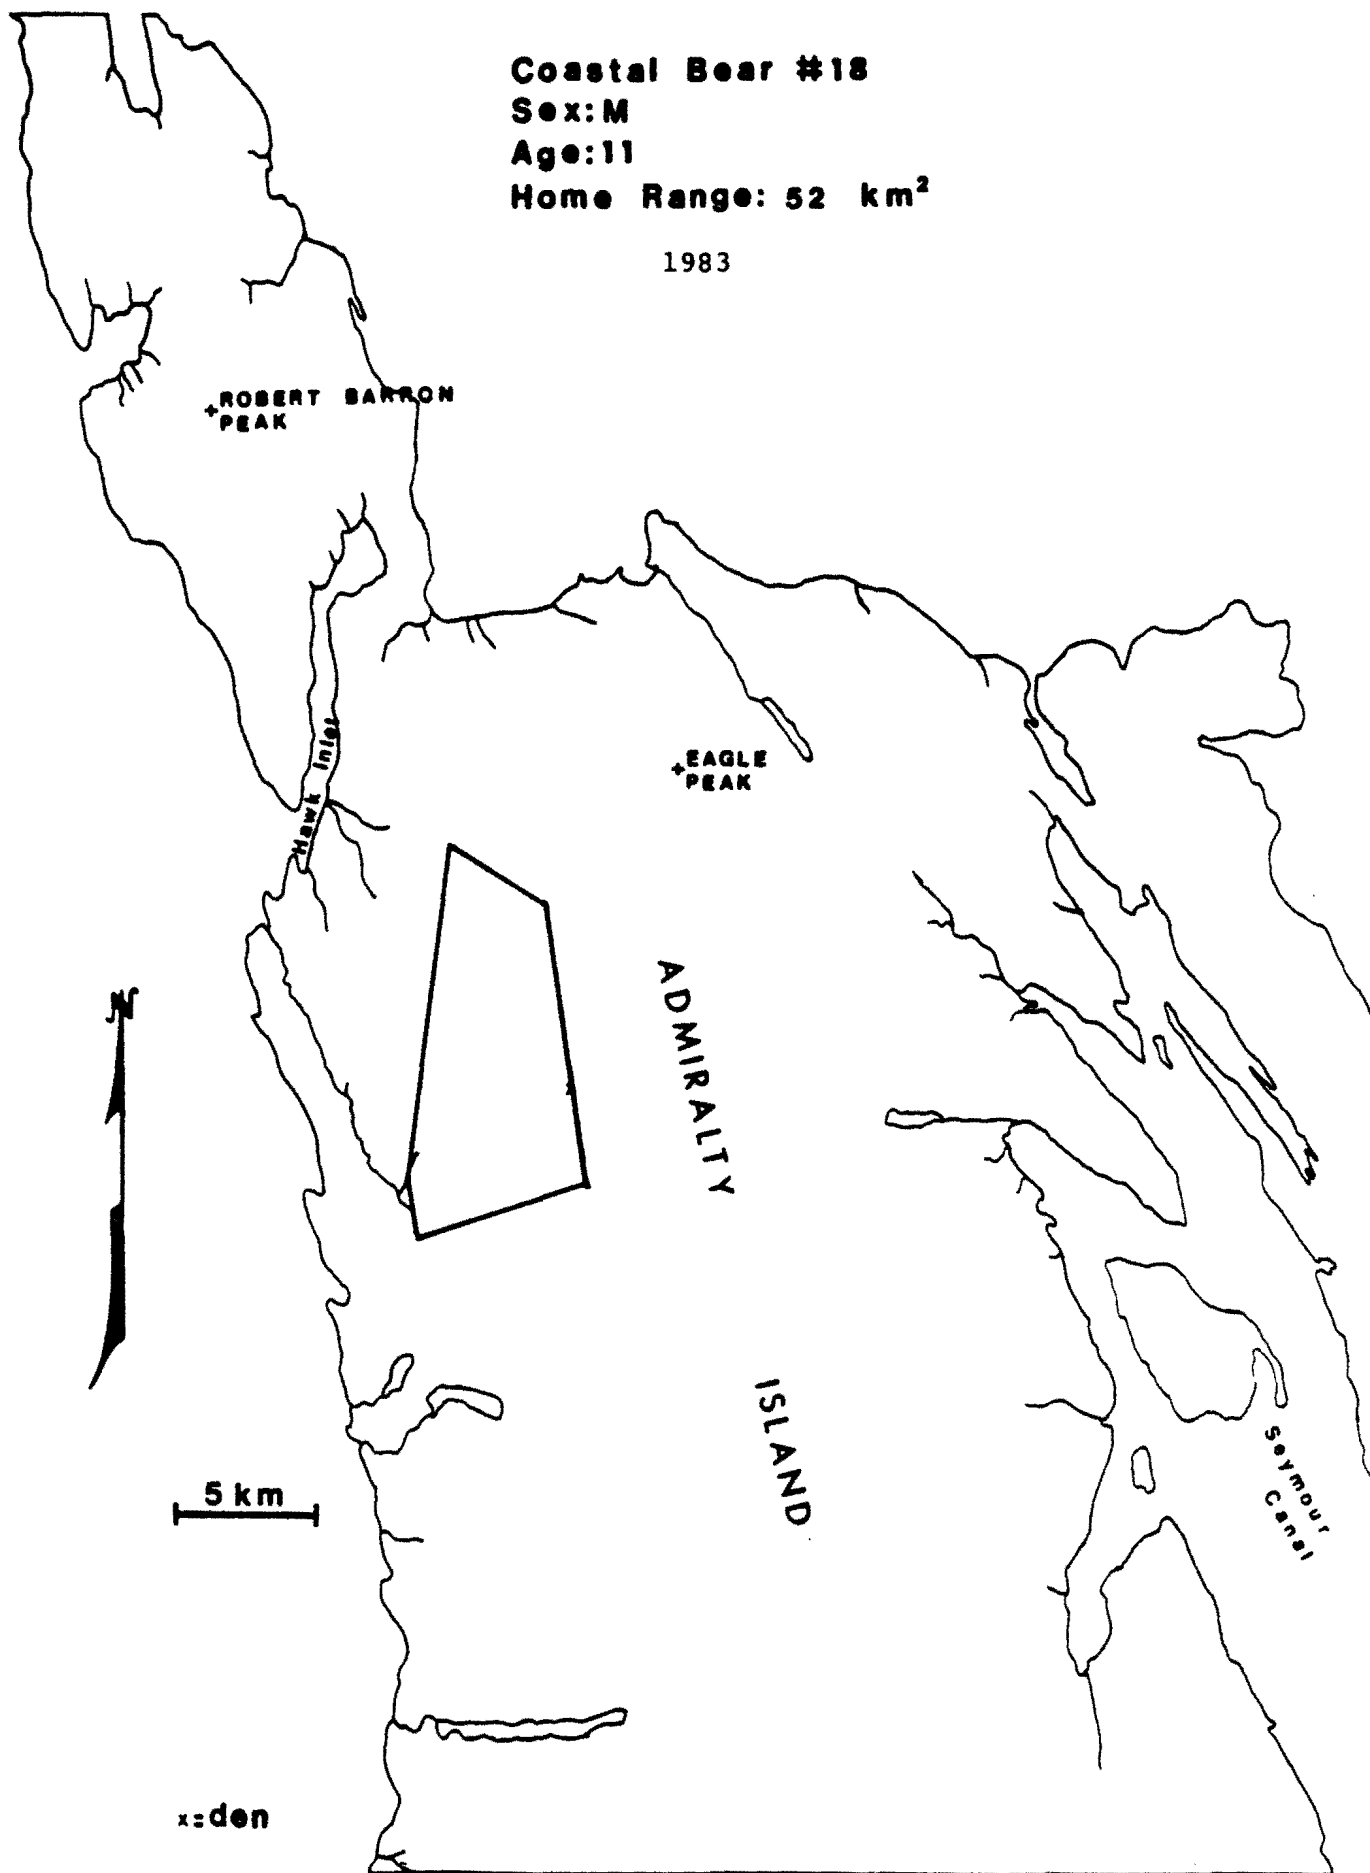 Coastal Bear #18
Sex:M
Age:11
Home Range: 52 km²
1983
+ROBERT BARRON
PEAK
Hawk Inlet
+EAGLE
PEAK
N
ADMIRALTY
ISLAND
Seymour
Canal
5 km
x=den